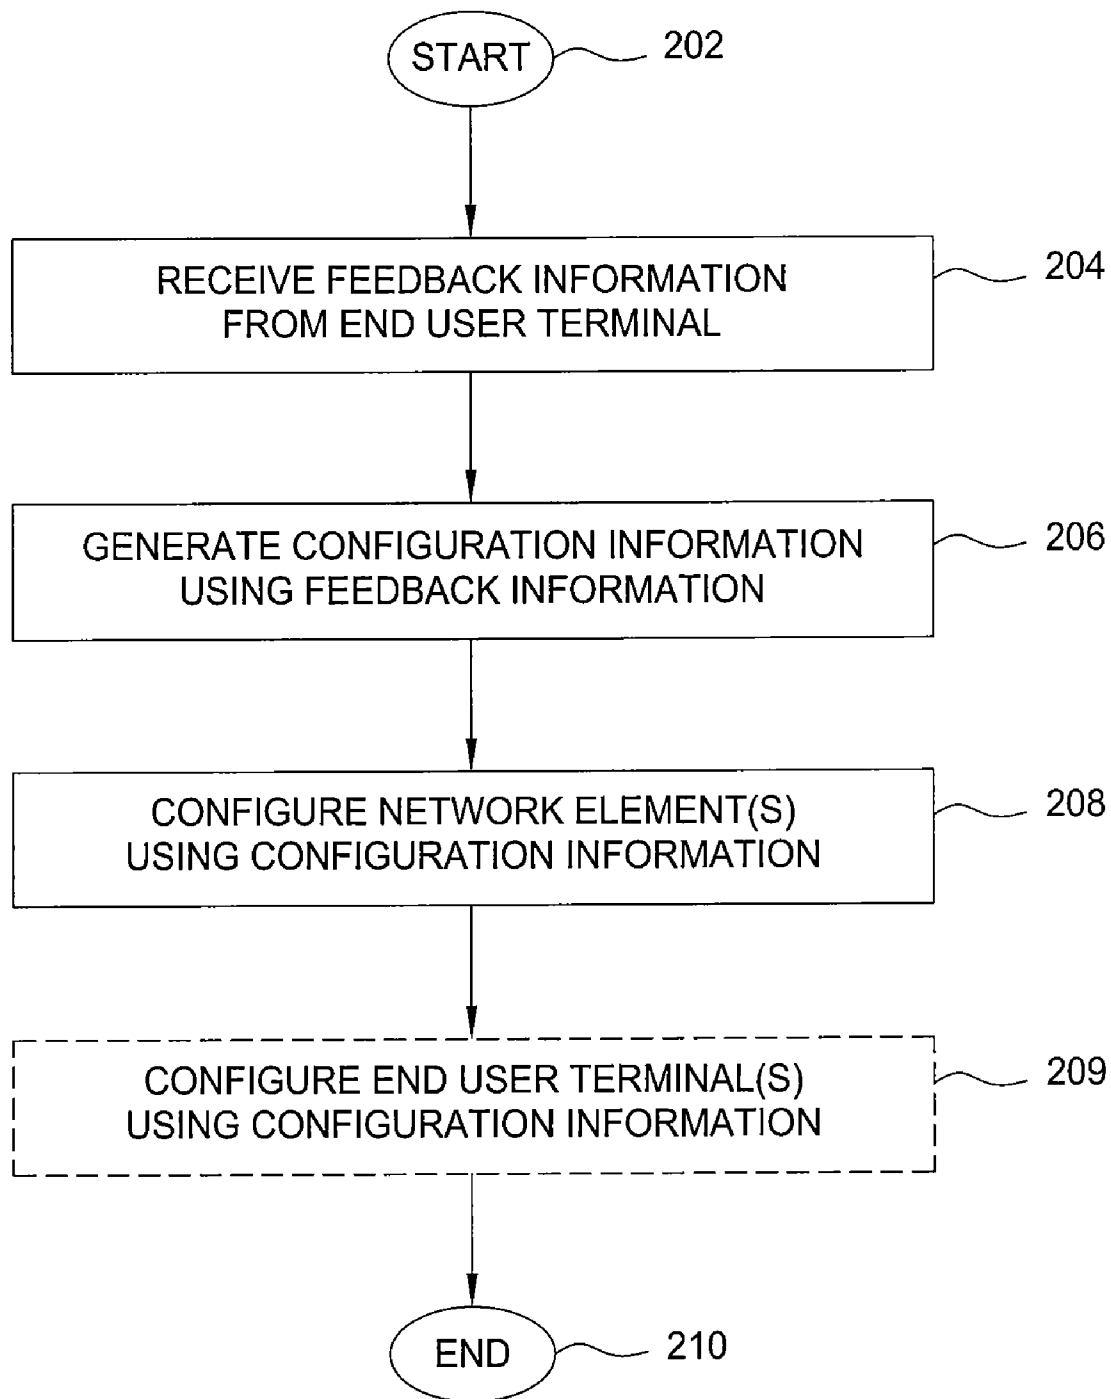 START
202
RECEIVE FEEDBACK INFORMATION
FROM END USER TERMINAL
204
GENERATE CONFIGURATION INFORMATION
USING FEEDBACK INFORMATION
206
CONFIGURE NETWORK ELEMENT(S)
USING CONFIGURATION INFORMATION
208
CONFIGURE END USER TERMINAL(S)
USING CONFIGURATION INFORMATION
209
END
210